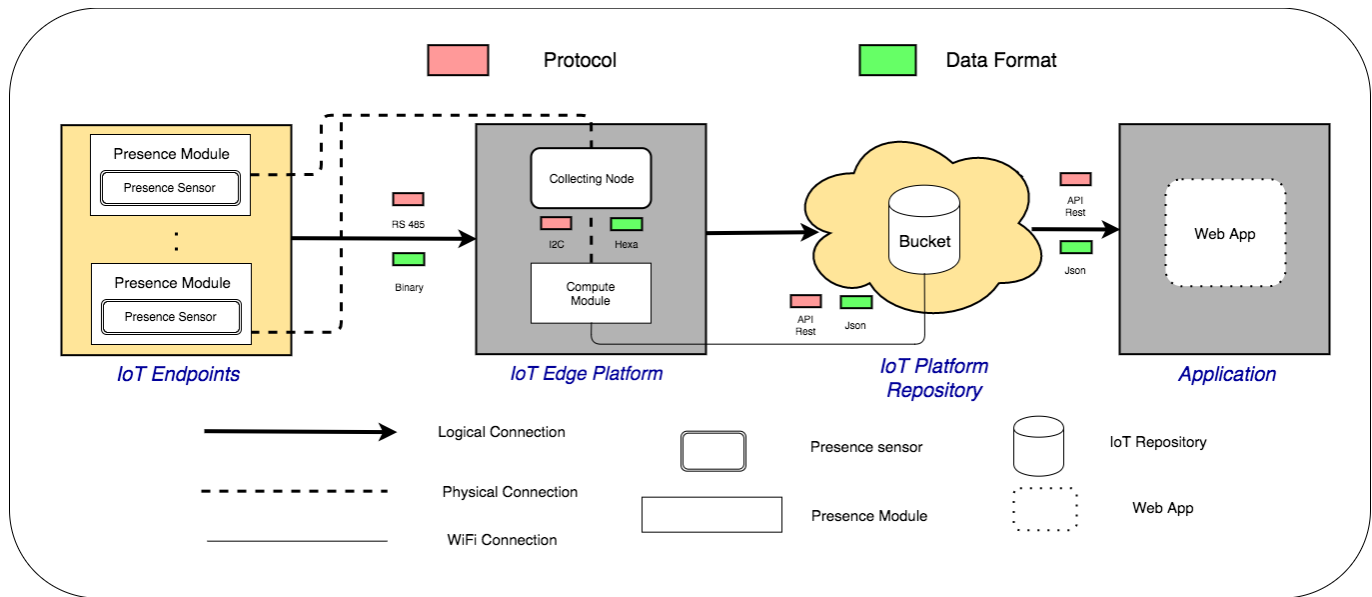 Protocol
Data Format
Presence Module
Presence Sensor
:
Presence Module
Presence Sensor
IoT Endpoints
RS 485
Binary
Collecting Node
I2C
Hexa
Compute
Module
IoT Edge Platform
Bucket
API
Rest
Json
IoT Platform
Repository
API
Rest
Json
Web App
Application
Logical Connection
Physical Connection
WiFi Connection
Presence sensor
Presence Module
IoT Repository
Web App